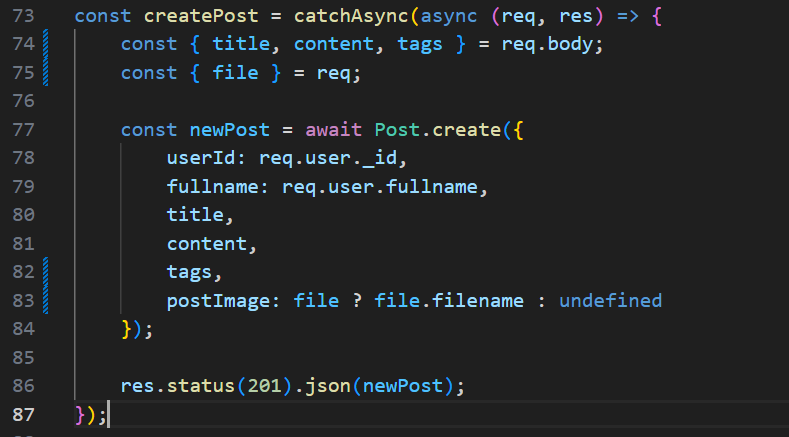 73 const createPost = catchAsync(async (req, res) => {
74     const { title, content, tags } = req.body;
75     const { file } = req;
76
77     const newPost = await Post.create({
78         userId: req.user._id,
79         fullname: req.user.fullname,
80         title,
81         content,
82         tags,
83         postImage: file ? file.filename : undefined
84     });
85
86     res.status(201).json(newPost);
87 });